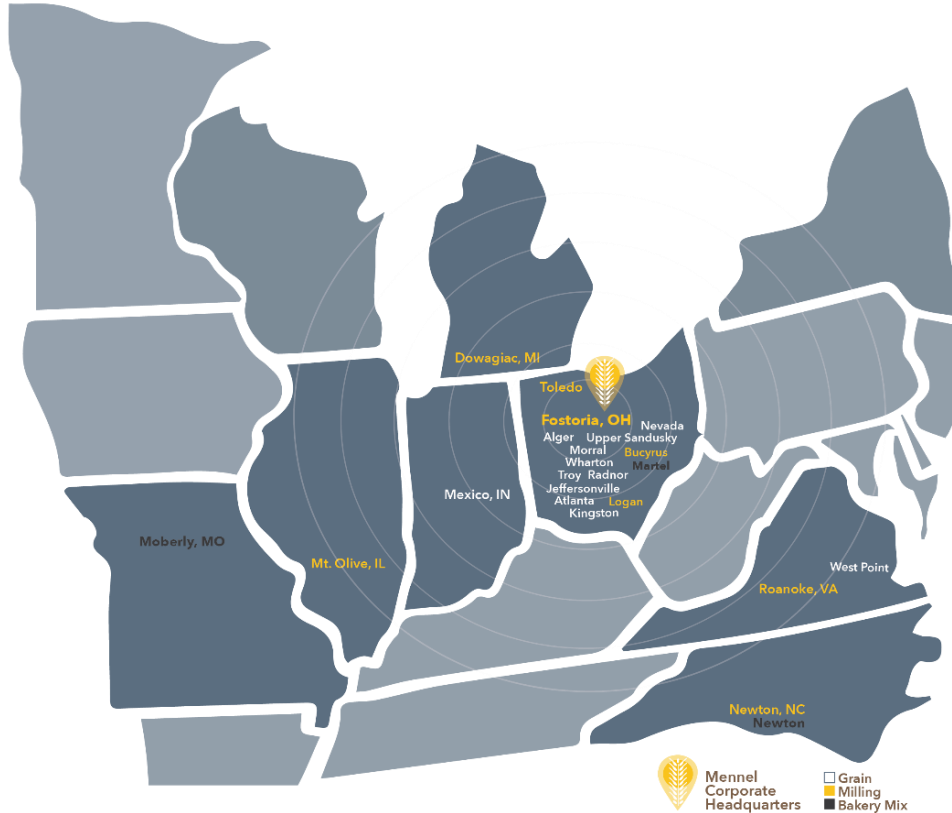 Dowagiac, MI
Toledo
Fostoria, OH
Nevada
Alger Upper Sandusky
Morral Bucyrus
Wharton Martel
Troy Radnor
Jeffersonville
Atlanta Logan
Kingston
Mexico, IN
Moberly, MO
Mt. Olive, IL
West Point
Roanoke, VA
Newton, NC
Newton
Mennel
Corporate
Headquarters
Grain
Milling
Bakery Mix